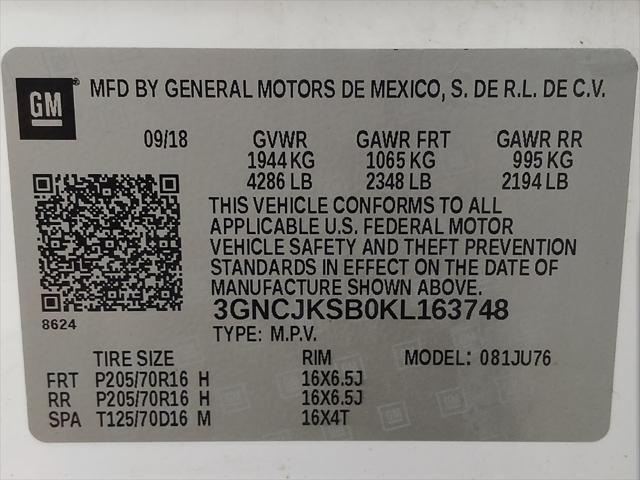 GM
MFD BY GENERAL MOTORS DE MEXICO, S. DE R.L. DE C.V.
09/18 GVWR GAWR FRT GAWR RR
1944 KG 1065 KG 995 KG
4286 LB 2348 LB 2194 LB
THIS VEHICLE CONFORMS TO ALL
APPLICABLE U.S. FEDERAL MOTOR
VEHICLE SAFETY AND THEFT PREVENTION
STANDARDS IN EFFECT ON THE DATE OF
MANUFACTURE SHOWN ABOVE.
3GNCJKSB0KL163748
8624
TYPE: M.P.V.
TIRE SIZE RIM MODEL: 081JU76
FRT P205/70R16 H 16X6.5J
RR P205/70R16 H 16X6.5J
SPA T125/70D16 M 16X4T